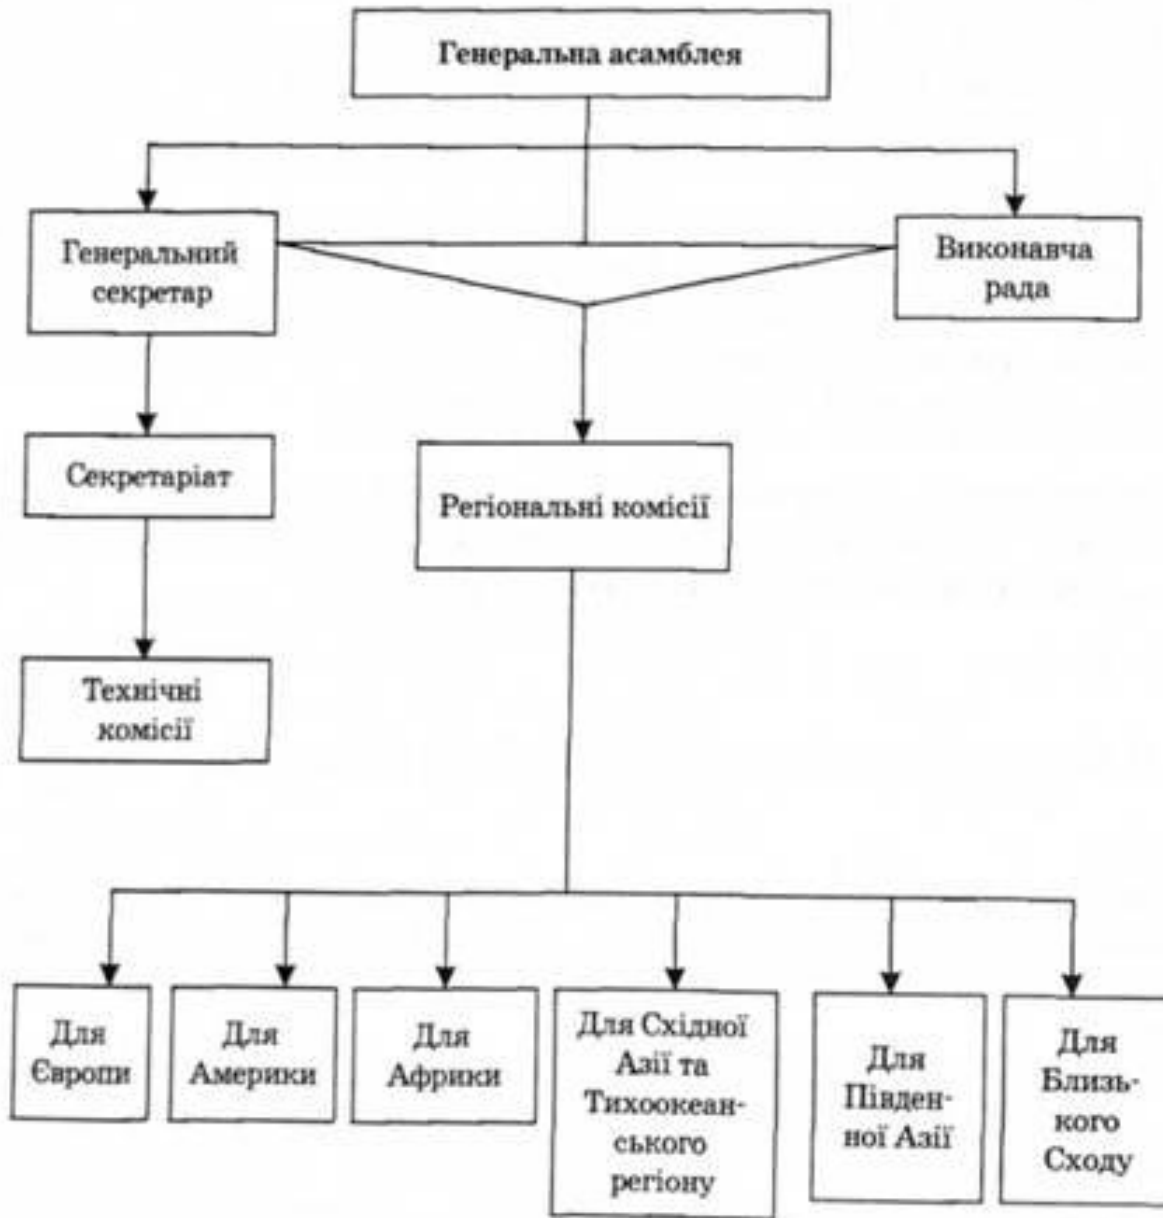 Генеральна асамблея
Генеральний
секретар
Виконавча
рада
Секретаріат
Регіональні комісії
Технічні
комісії
Для
Європи
Для
Америки
Для
Африки
Для Східної
Азії та
Тихоокеан-
ського
регіону
Для
Півден-
ної Азії
Для
Близь-
кого
Сходу